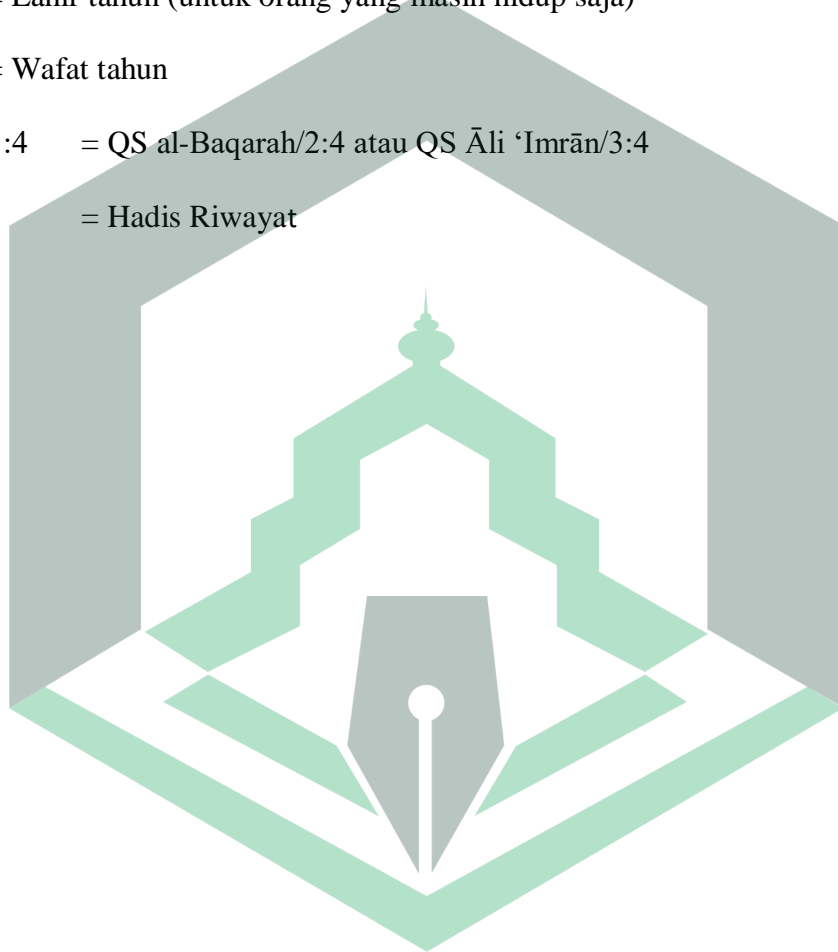 = Lahir tahun (untuk orang yang masih hidup saja)
= Wafat tahun
:4 = QS al-Baqarah/2:4 atau QS Āli ‘Imrān/3:4
= Hadis Riwayat